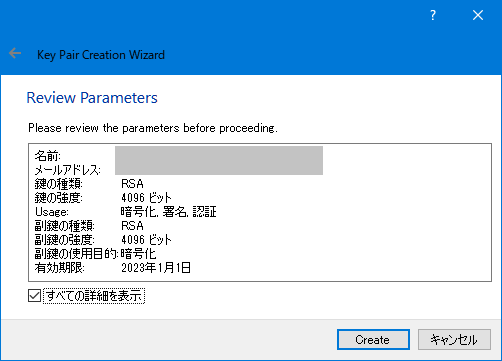 ?
Key Pair Creation Wizard
Review Parameters
Please review the parameters before proceeding.
名前:
メールアドレス:
鍵の種類: RSA
鍵の強度: 4096 ビット
Usage: 暗号化, 署名, 認証
副鍵の種類: RSA
副鍵の強度: 4096 ビット
副鍵の使用目的:暗号化
有効期限: 2023年1月1日
すべての詳細を表示
Create キャンセル